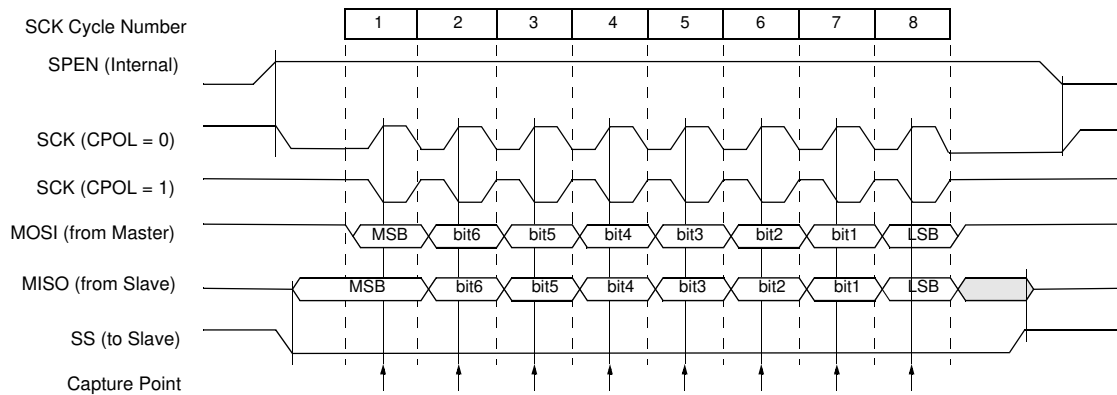 SCK Cycle Number 1 2 3 4 5 6 7 8
SPEN (Internal)
SCK (CPOL = 0)
SCK (CPOL = 1)
MOSI (from Master) MSB bit6 bit5 bit4 bit3 bit2 bit1 LSB
MISO (from Slave) MSB bit6 bit5 bit4 bit3 bit2 bit1 LSB
SS (to Slave)
Capture Point